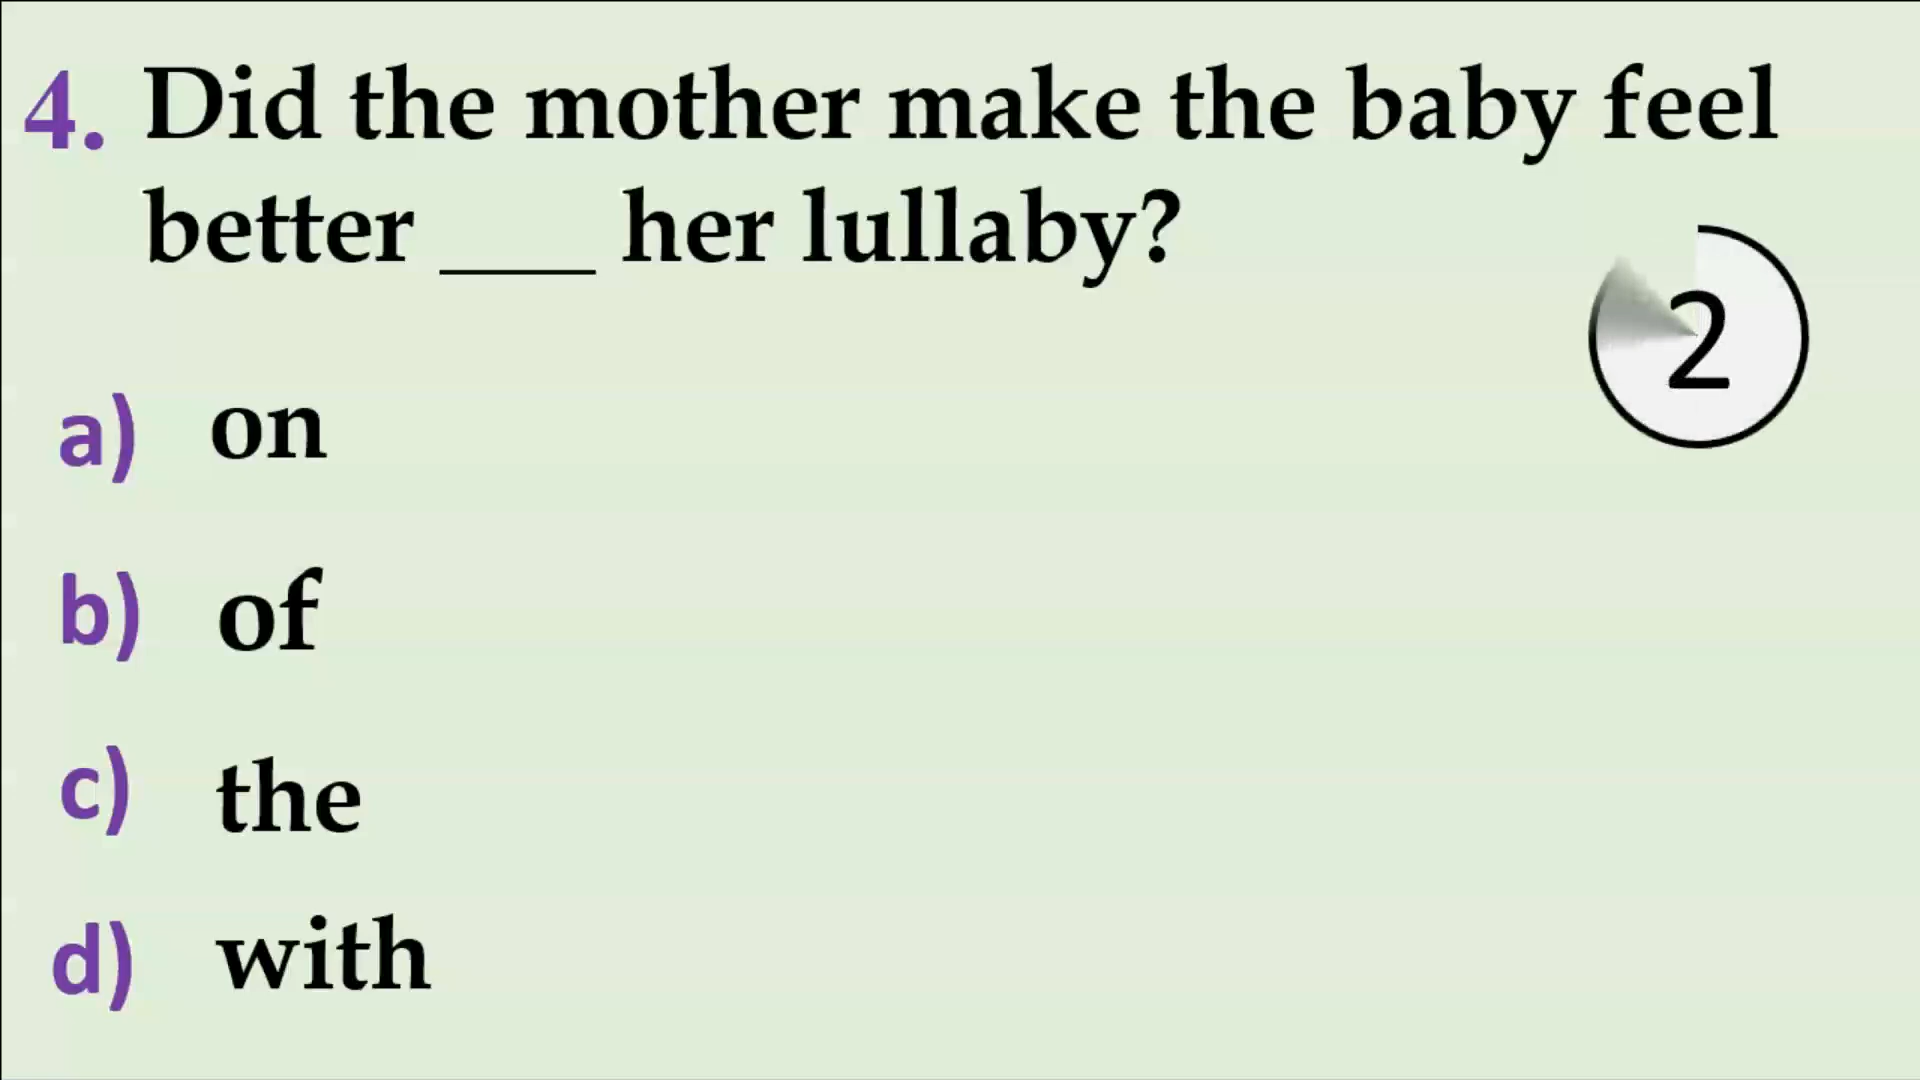 4. Did the mother make the baby feel
better ___ her lullaby?
2
a) on
b) of
c) the
d) with